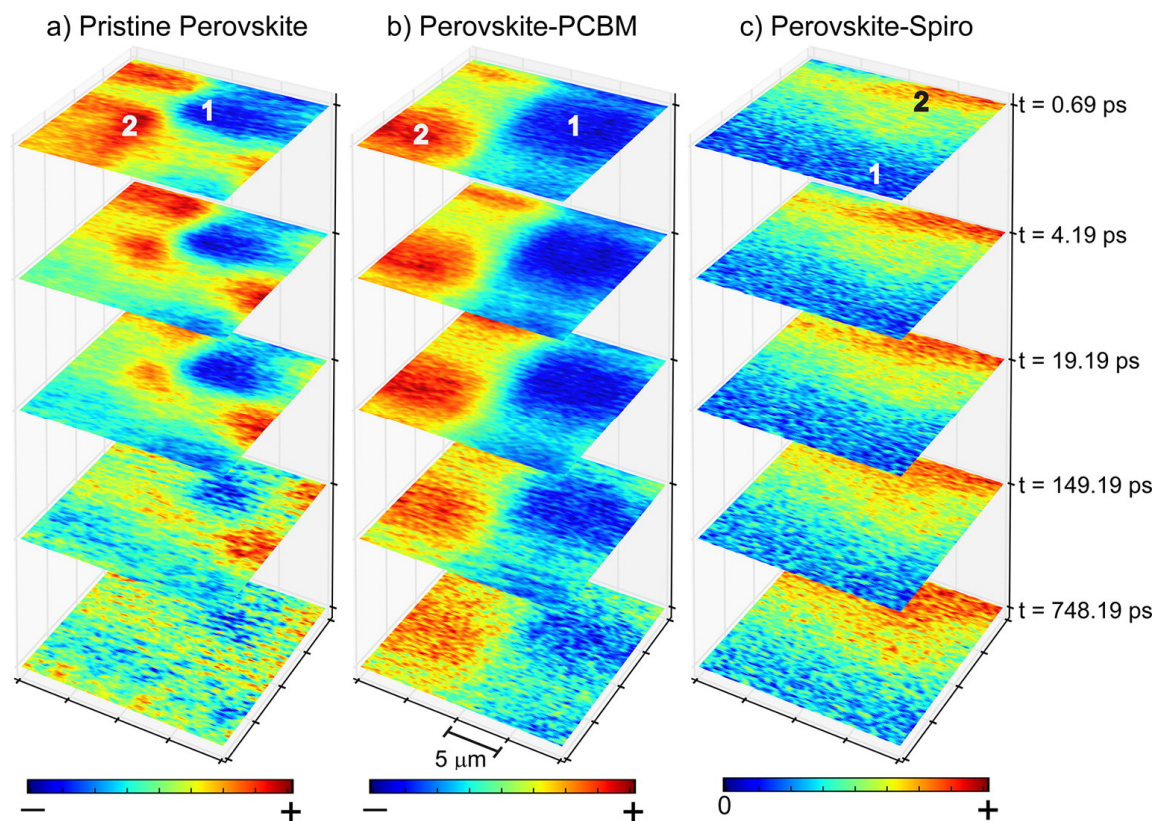 a) Pristine Perovskite
b) Perovskite-PCBM
c) Perovskite-Spiro
1
2
1
2
2
1
t = 0.69 ps
t = 4.19 ps
t = 19.19 ps
t = 149.19 ps
t = 748.19 ps
5 μm
— +
— +
0 +